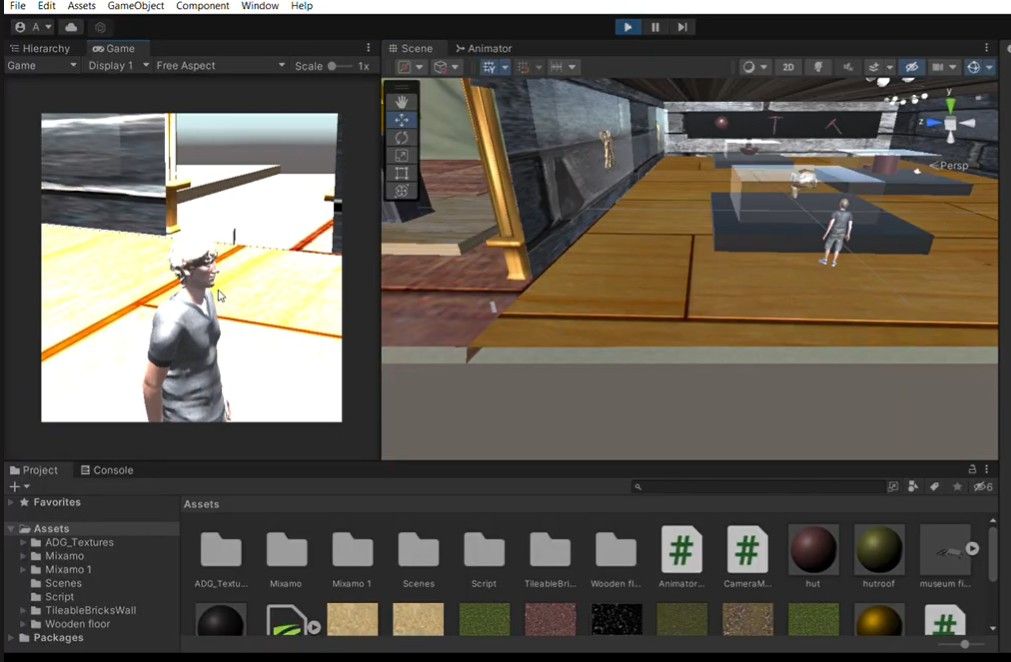 File Edit Assets GameObject Component Window Help
A
Hierarchy Game Scene Animator
Game Display 1 Free Aspect Scale 1x
2D
y
z
Persp
Project Console
6
Favorites Assets
Assets
ADG_Textures
Mixamo
Mixamo 1
Scenes
Script
TileableBricksWall
Wooden floor
Packages
ADG_Textu... Mixamo Mixamo 1 Scenes Script TileableBri... Wooden fl... Animator... CameraM... hut hutroof museum fi...